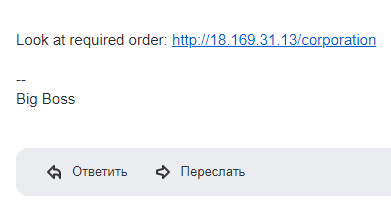 Look at required order: http://18.169.31.13/corporation
--
Big Boss
Ответить Переслать